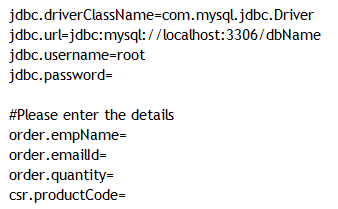 jdbc.driverClassName=com.mysql.jdbc.Driver
jdbc.url=jdbc:mysql://localhost:3306/dbName
jdbc.username=root
jdbc.password=
#Please enter the details
order.empName=
order.emailId=
order.quantity=
csr.productCode=